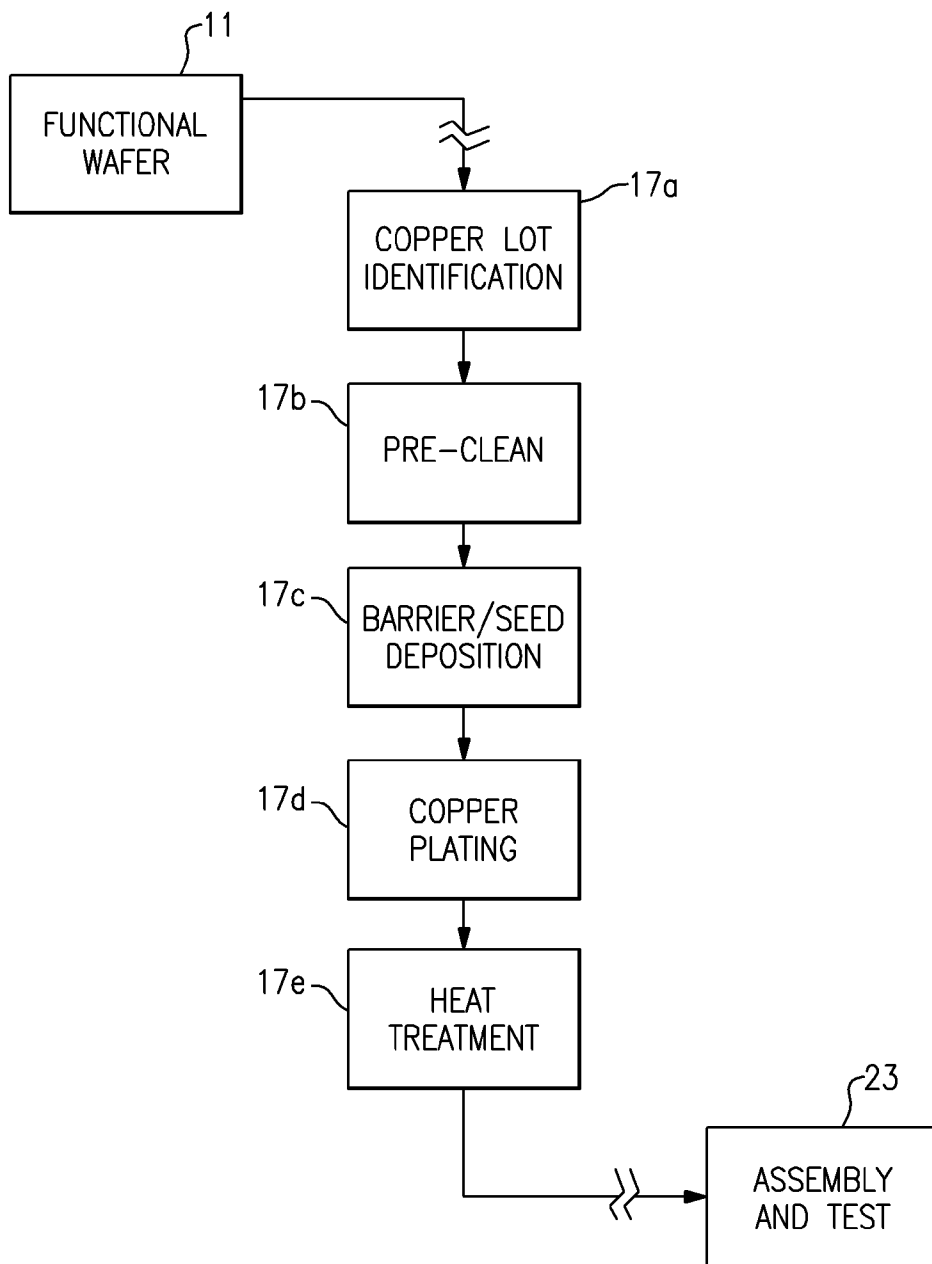 11
FUNCTIONAL
WAFER
17a
COPPER LOT
IDENTIFICATION
17b
PRE-CLEAN
17c
BARRIER/SEED
DEPOSITION
17d
COPPER
PLATING
17e
HEAT
TREATMENT
23
ASSEMBLY
AND TEST